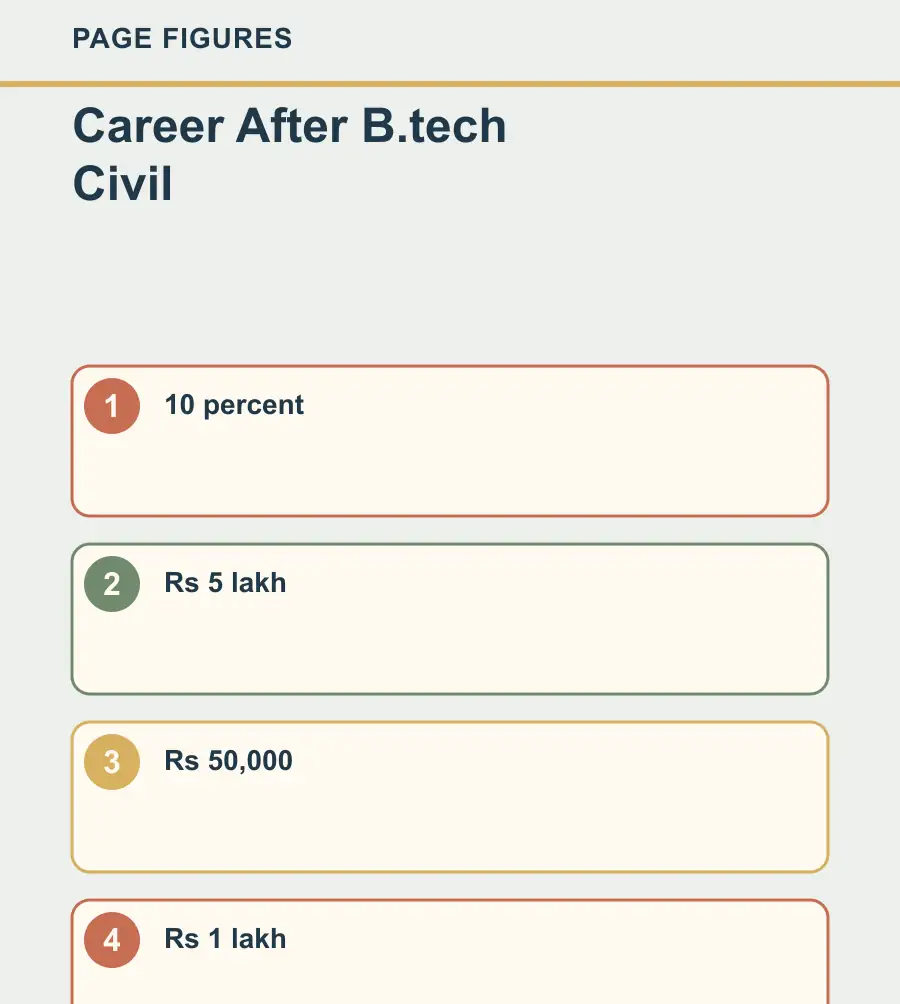 PAGE FIGURES
Career After B.tech
Civil
1 10 percent
2 Rs 5 lakh
3 Rs 50,000
4 Rs 1 lakh